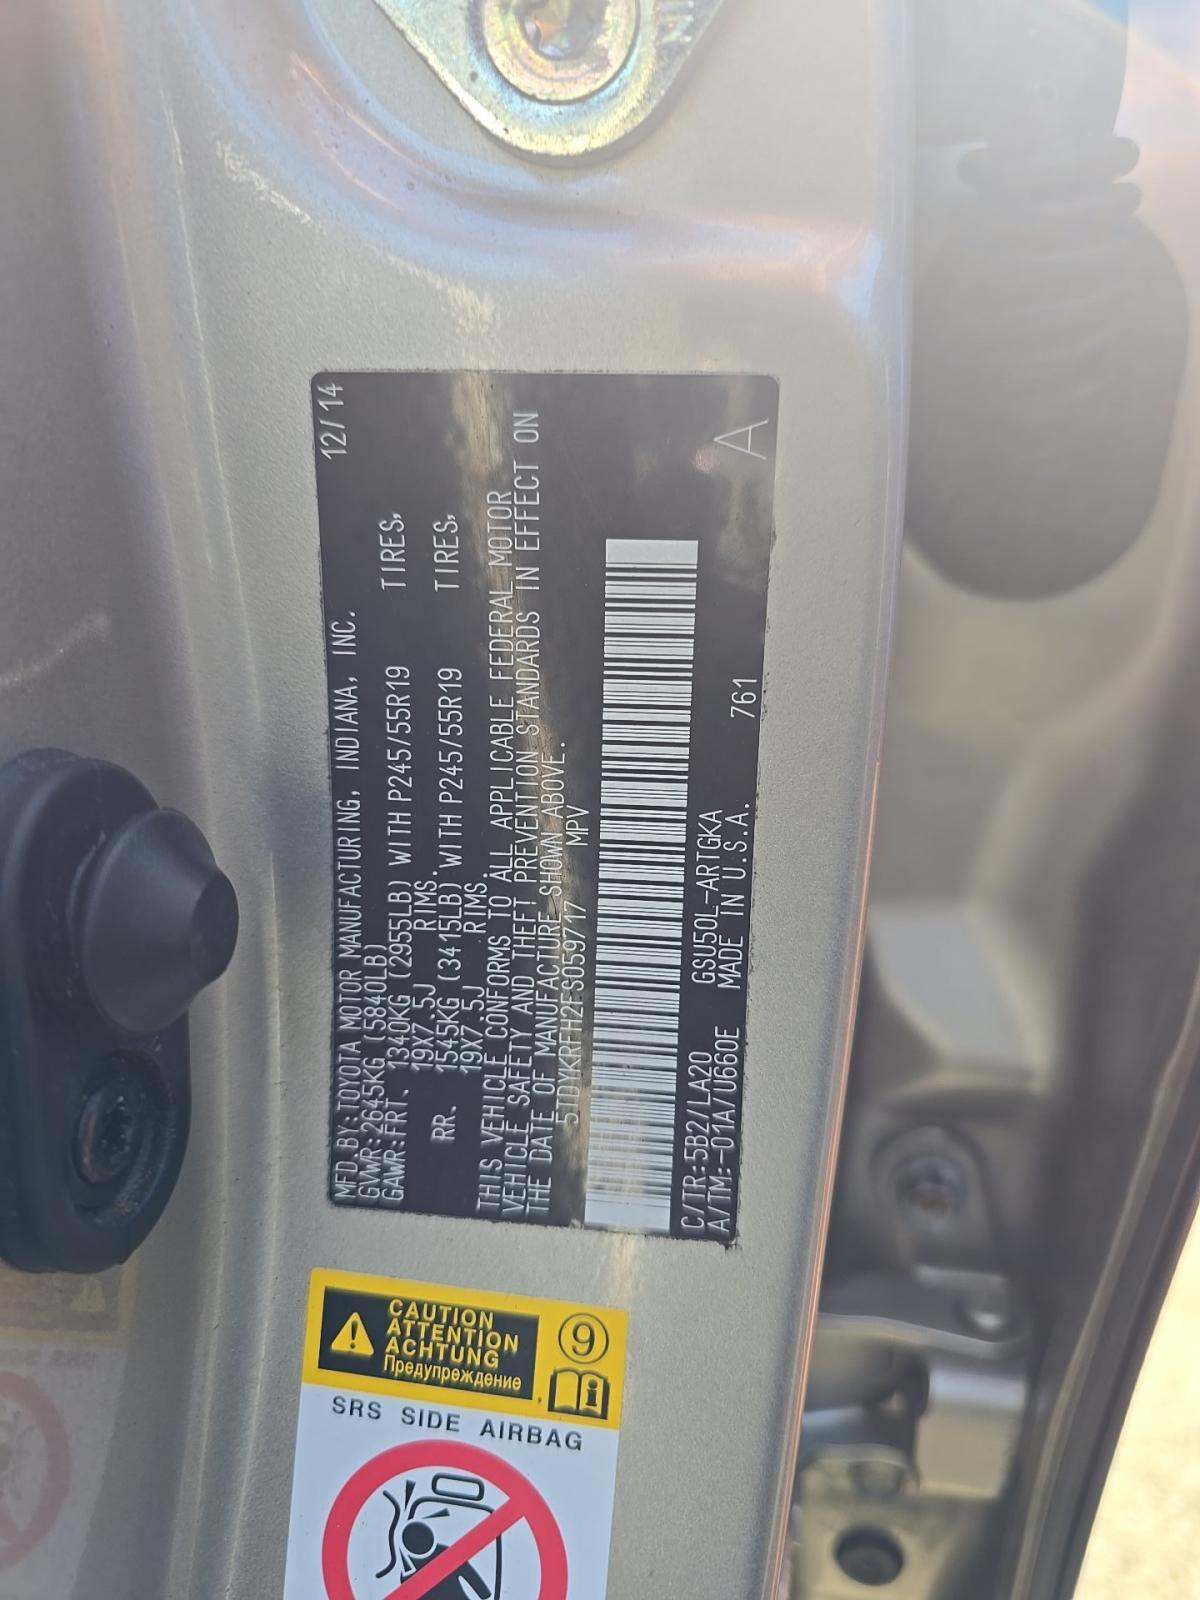 MFD.BY:TOYOTA MOTOR MANUFACTURING, INDIANA, INC. 12/14
GVWR:2645KG (5840LB)
GAWR:FRT. 1340KG (2955LB) WITH P245/55R19 TIRES,
19X7.5J RIMS.
RR. 1545KG (3415LB) WITH P245/55R19 TIRES,
19X7.5J RIMS.
THIS VEHICLE CONFORMS TO ALL APPLICABLE FEDERAL MOTOR
VEHICLE SAFETY AND THEFT PREVENTION STANDARDS IN EFFECT ON
THE DATE OF MANUFACTURE SHOWN ABOVE.
5TDYKRFH2FS059717 MPV
C/TR:5B2/LA20 GSU50L-ARTGKA
A/TM:-01A/U660E MADE IN U.S.A. 761 A
CAUTION
ATTENTION
ACHTUNG
Предупреждение
9
i
SRS SIDE AIRBAG